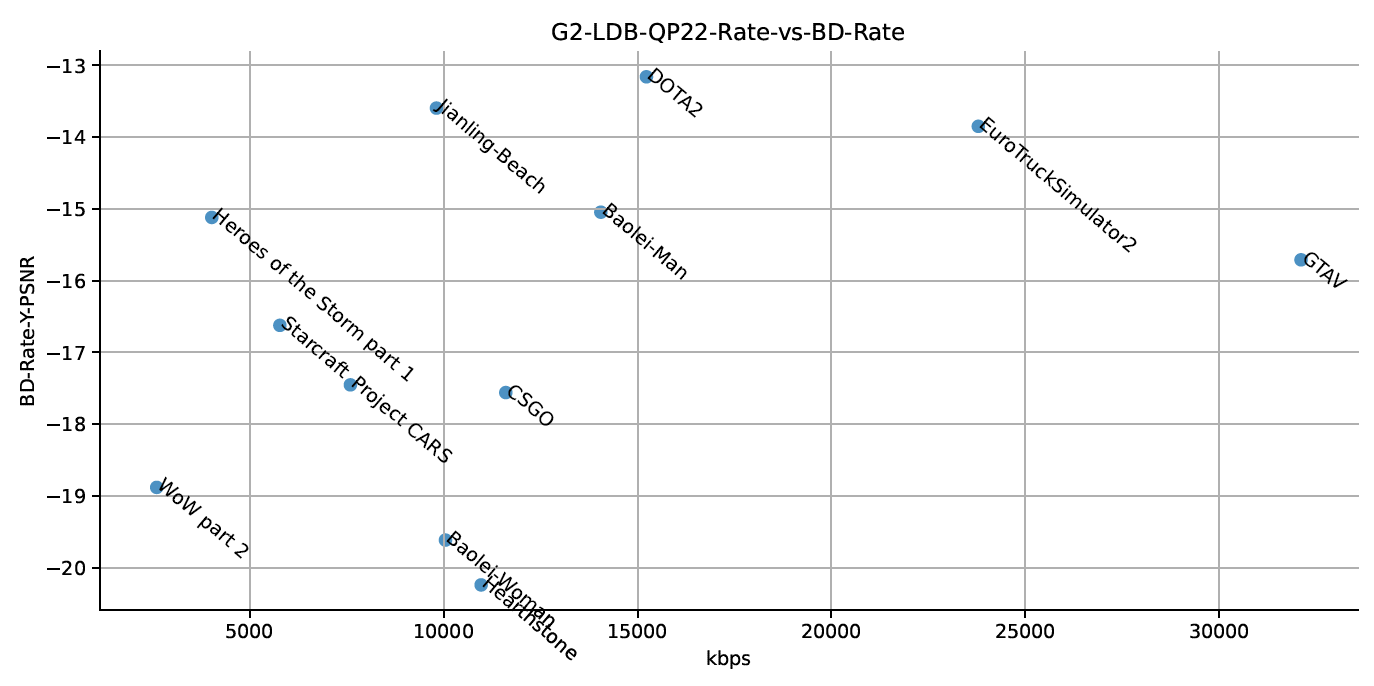 G2-LDB-QP22-Rate-vs-BD-Rate
−13
DOTA2
Jianling-Beach
EuroTruckSimulator2
−14
−15
Heroes of the Storm part 1
Baolei-Man
GTAV
−16
BD-Rate-Y-PSNR
Starcraft
−17
Project CARS
CSGO
−18
−19
WoW part 2
Baolei-Woman
−20
Hearthstone
5000
10000
15000
20000
25000
30000
kbps